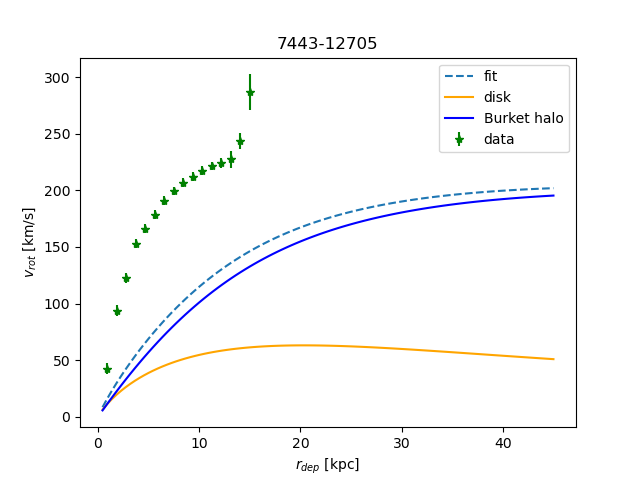 7443-12705
fit
disk
Burket halo
data
300
250
200
150
100
50
0
v_rot [km/s]
0 10 20 30 40
r_dep [kpc]